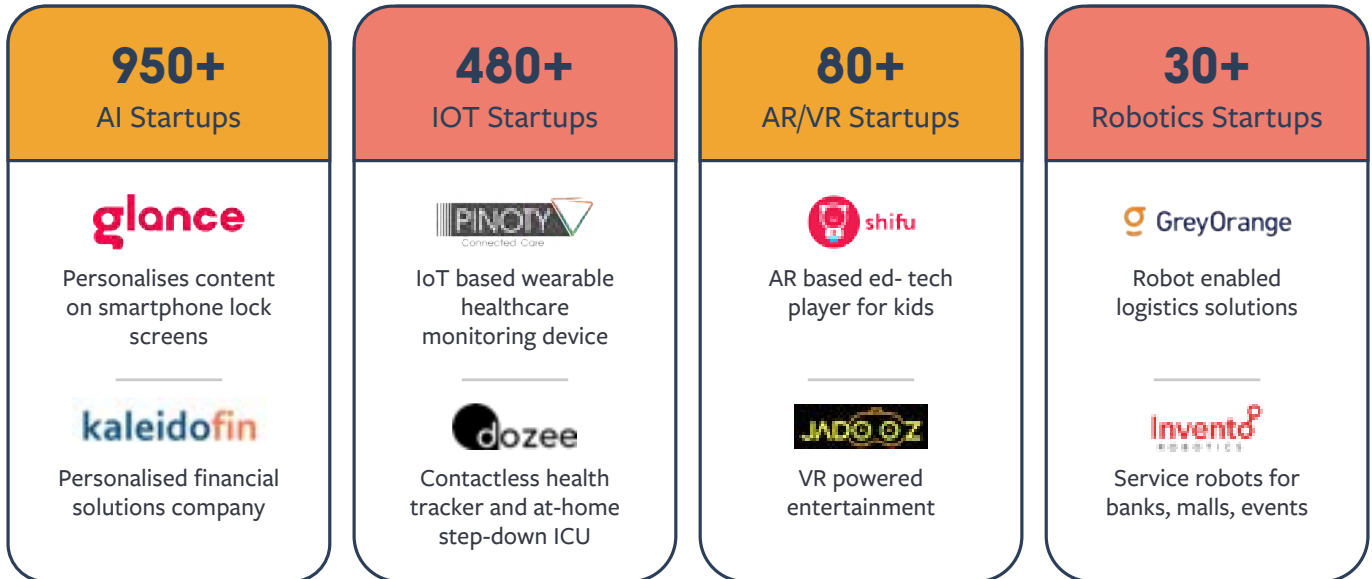 950+
AI Startups
glance
Personalises content
on smartphone lock
screens
kaleidofin
Personalised financial
solutions company
480+
IOT Startups
PINOTY
Connected Care
IoT based wearable
healthcare
monitoring device
dozee
Contactless health
tracker and at-home
step-down ICU
80+
AR/VR Startups
shifu
AR based ed- tech
player for kids
JADOOZ
VR powered
entertainment
30+
Robotics Startups
GreyOrange
Robot enabled
logistics solutions
Invento
ROBOTICS
Service robots for
banks, malls, events